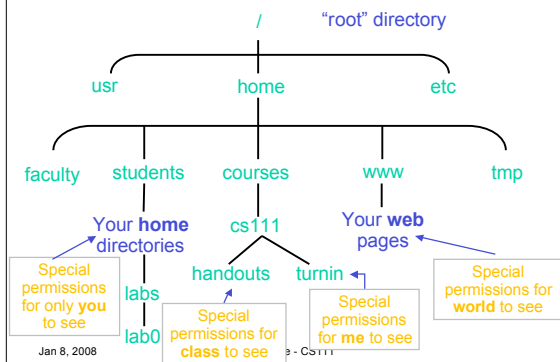 /
“root” directory
usr
home
etc
faculty
students
courses
www
tmp
Your home
directories
cs111
Your web
pages
Special
permissions
for only you
to see
handouts
turnin
Special
permissions for
world to see
labs
Special
permissions for
class to see
Special
permissions
for me to see
lab0
Jan 8, 2008
e - CS111